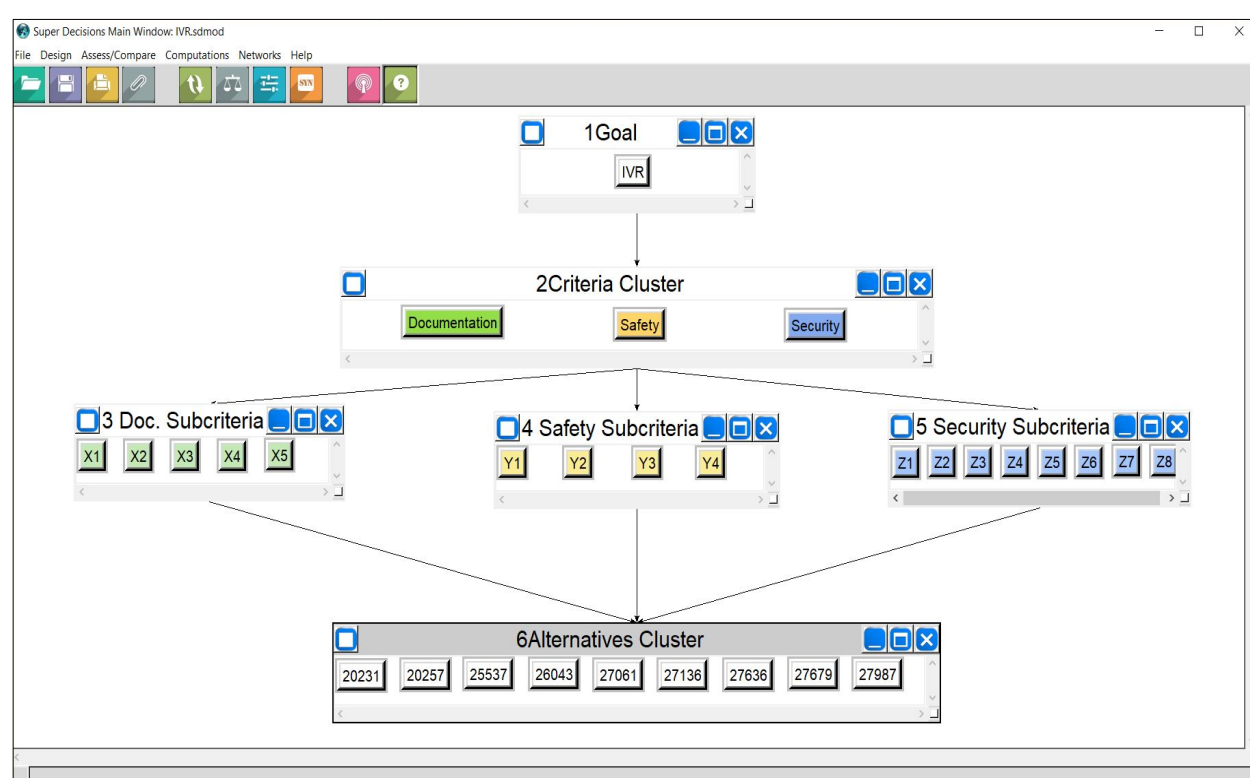 Super Decisions Main Window: IVR.sdmod
File Design Assess/Compare Computations Networks Help
SYN
?
1Goal
IVR
2Criteria Cluster
Documentation Safety Security
3 Doc. Subcriteria
X1 X2 X3 X4 X5
4 Safety Subcriteria
Y1 Y2 Y3 Y4
5 Security Subcriteria
Z1 Z2 Z3 Z4 Z5 Z6 Z7 Z8
6Alternatives Cluster
20231 20257 25537 26043 27061 27136 27636 27679 27987